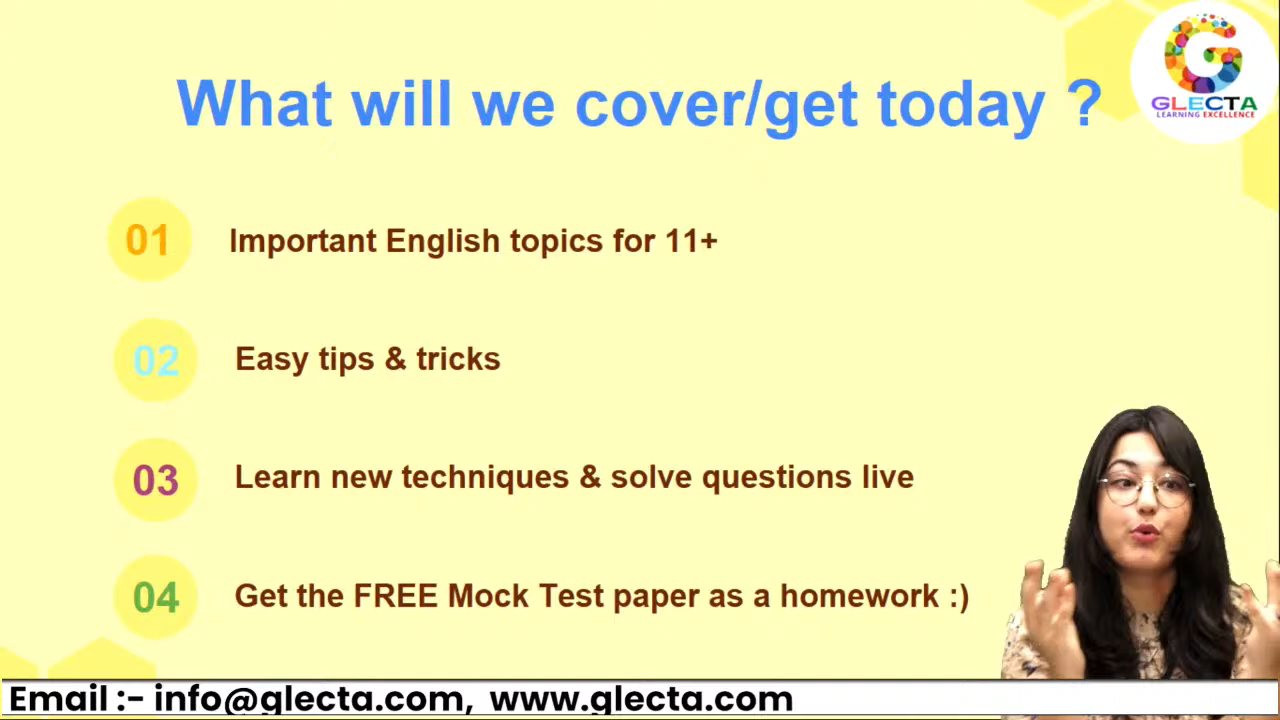 What will we cover/get today ?
GLECTA
LEARNING EXCELLENCE
01 Important English topics for 11+
02 Easy tips & tricks
03 Learn new techniques & solve questions live
04 Get the FREE Mock Test paper as a homework :)
Email :- info@glecta.com, www.glecta.com